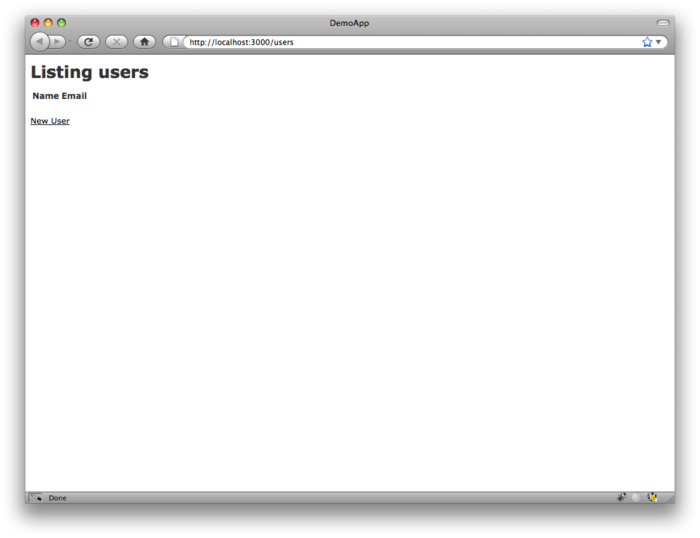 DemoApp
http://localhost:3000/users
Listing users
Name Email
New User
Done